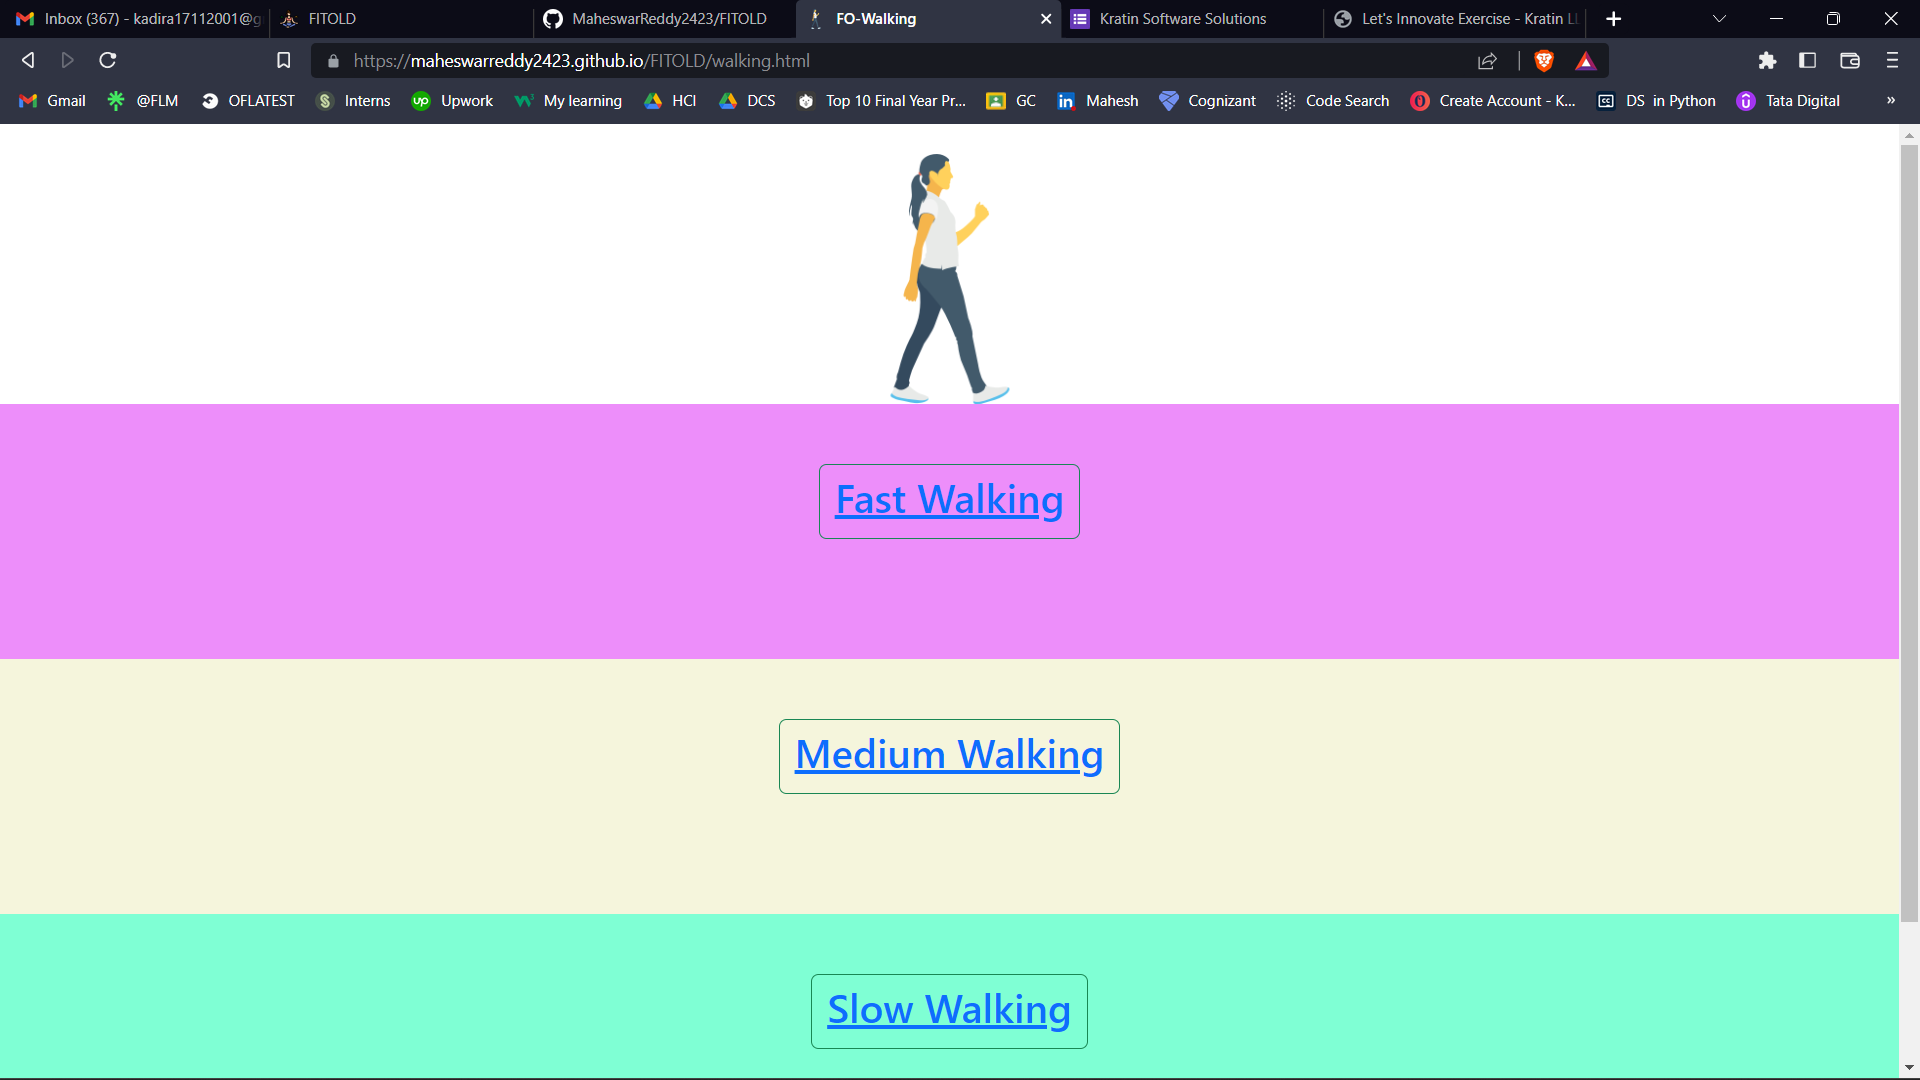 Inbox (367) - kadira17112001@g
FITOLD
MaheswarReddy2423/FITOLD
FO-Walking
Kratin Software Solutions
Let's Innovate Exercise - Kratin LL
https://maheswarreddy2423.github.io/FITOLD/walking.html
Gmail
@FLM
OFLATEST
Interns
Upwork
My learning
HCI
DCS
Top 10 Final Year Pr...
GC
Mahesh
Cognizant
Code Search
Create Account - K...
DS in Python
Tata Digital
Fast Walking
Medium Walking
Slow Walking